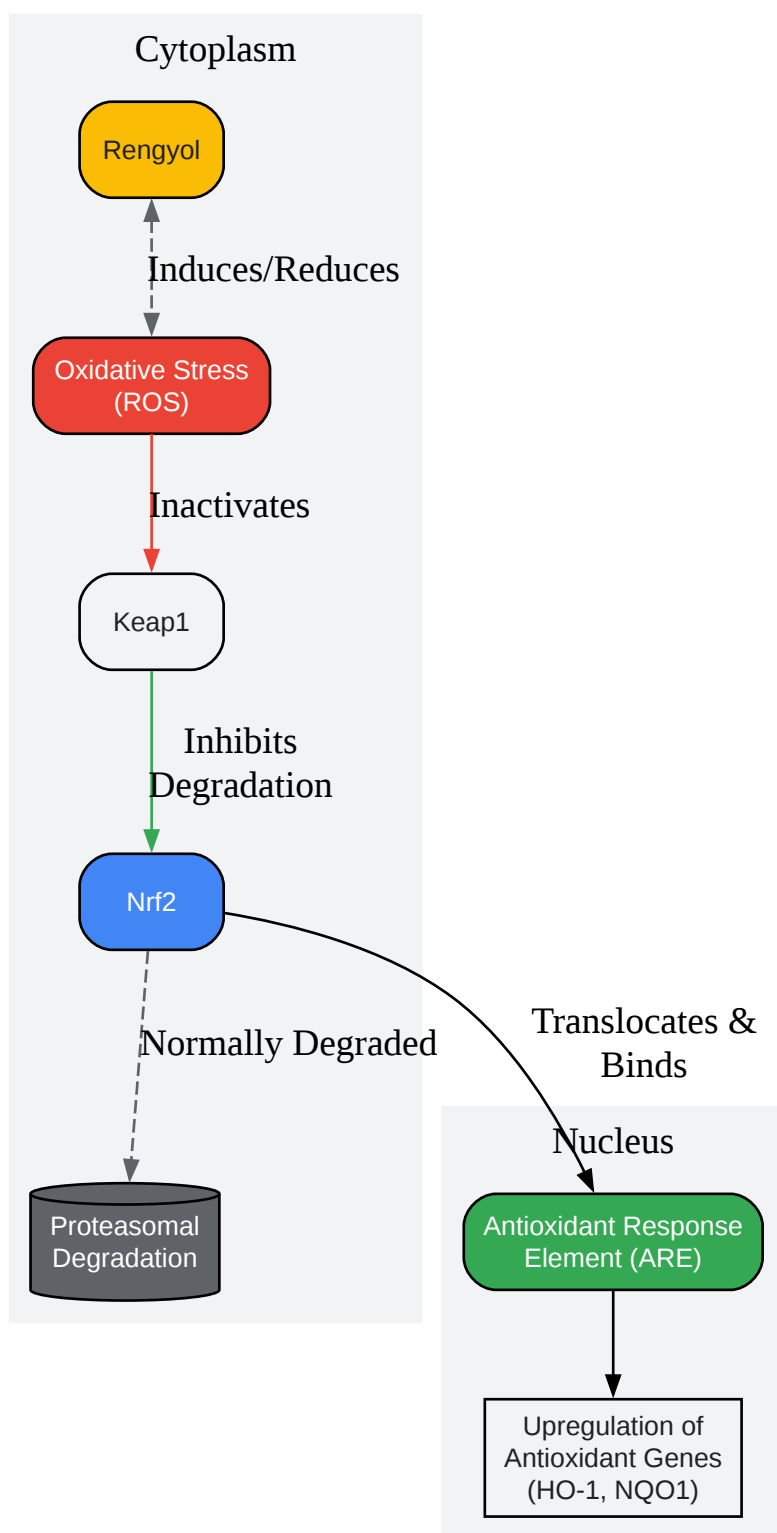 Cytoplasm
Rengyol
Induces/Reduces
Oxidative Stress
(ROS)
Inactivates
Keap1
Inhibits
Degradation
Nrf2
Translocates &
Binds
Normally Degraded
Nucleus
Proteasomal
Degradation
Antioxidant Response
Element (ARE)
Upregulation of
Antioxidant Genes
(HO-1, NQO1)